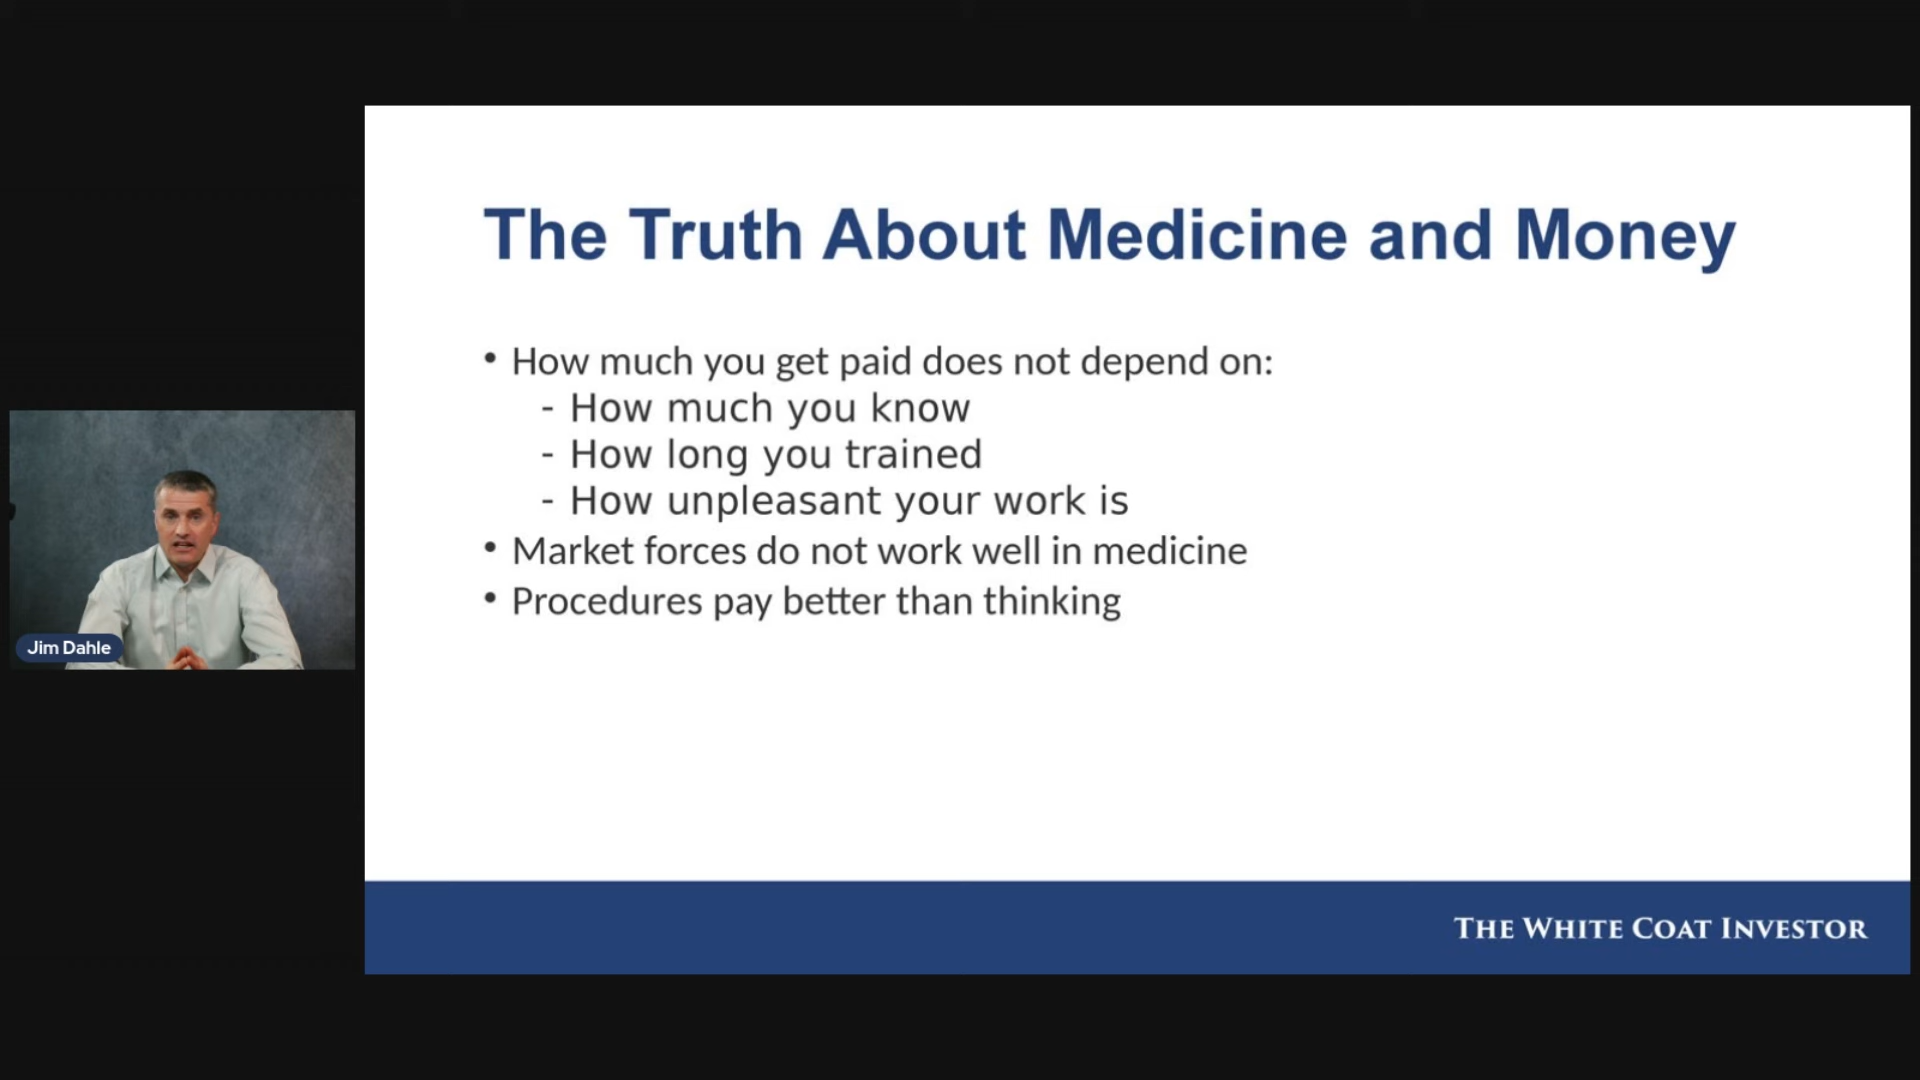 The Truth About Medicine and Money
• How much you get paid does not depend on:
- How much you know
- How long you trained
- How unpleasant your work is
• Market forces do not work well in medicine
• Procedures pay better than thinking
Jim Dahle
THE WHITE COAT INVESTOR